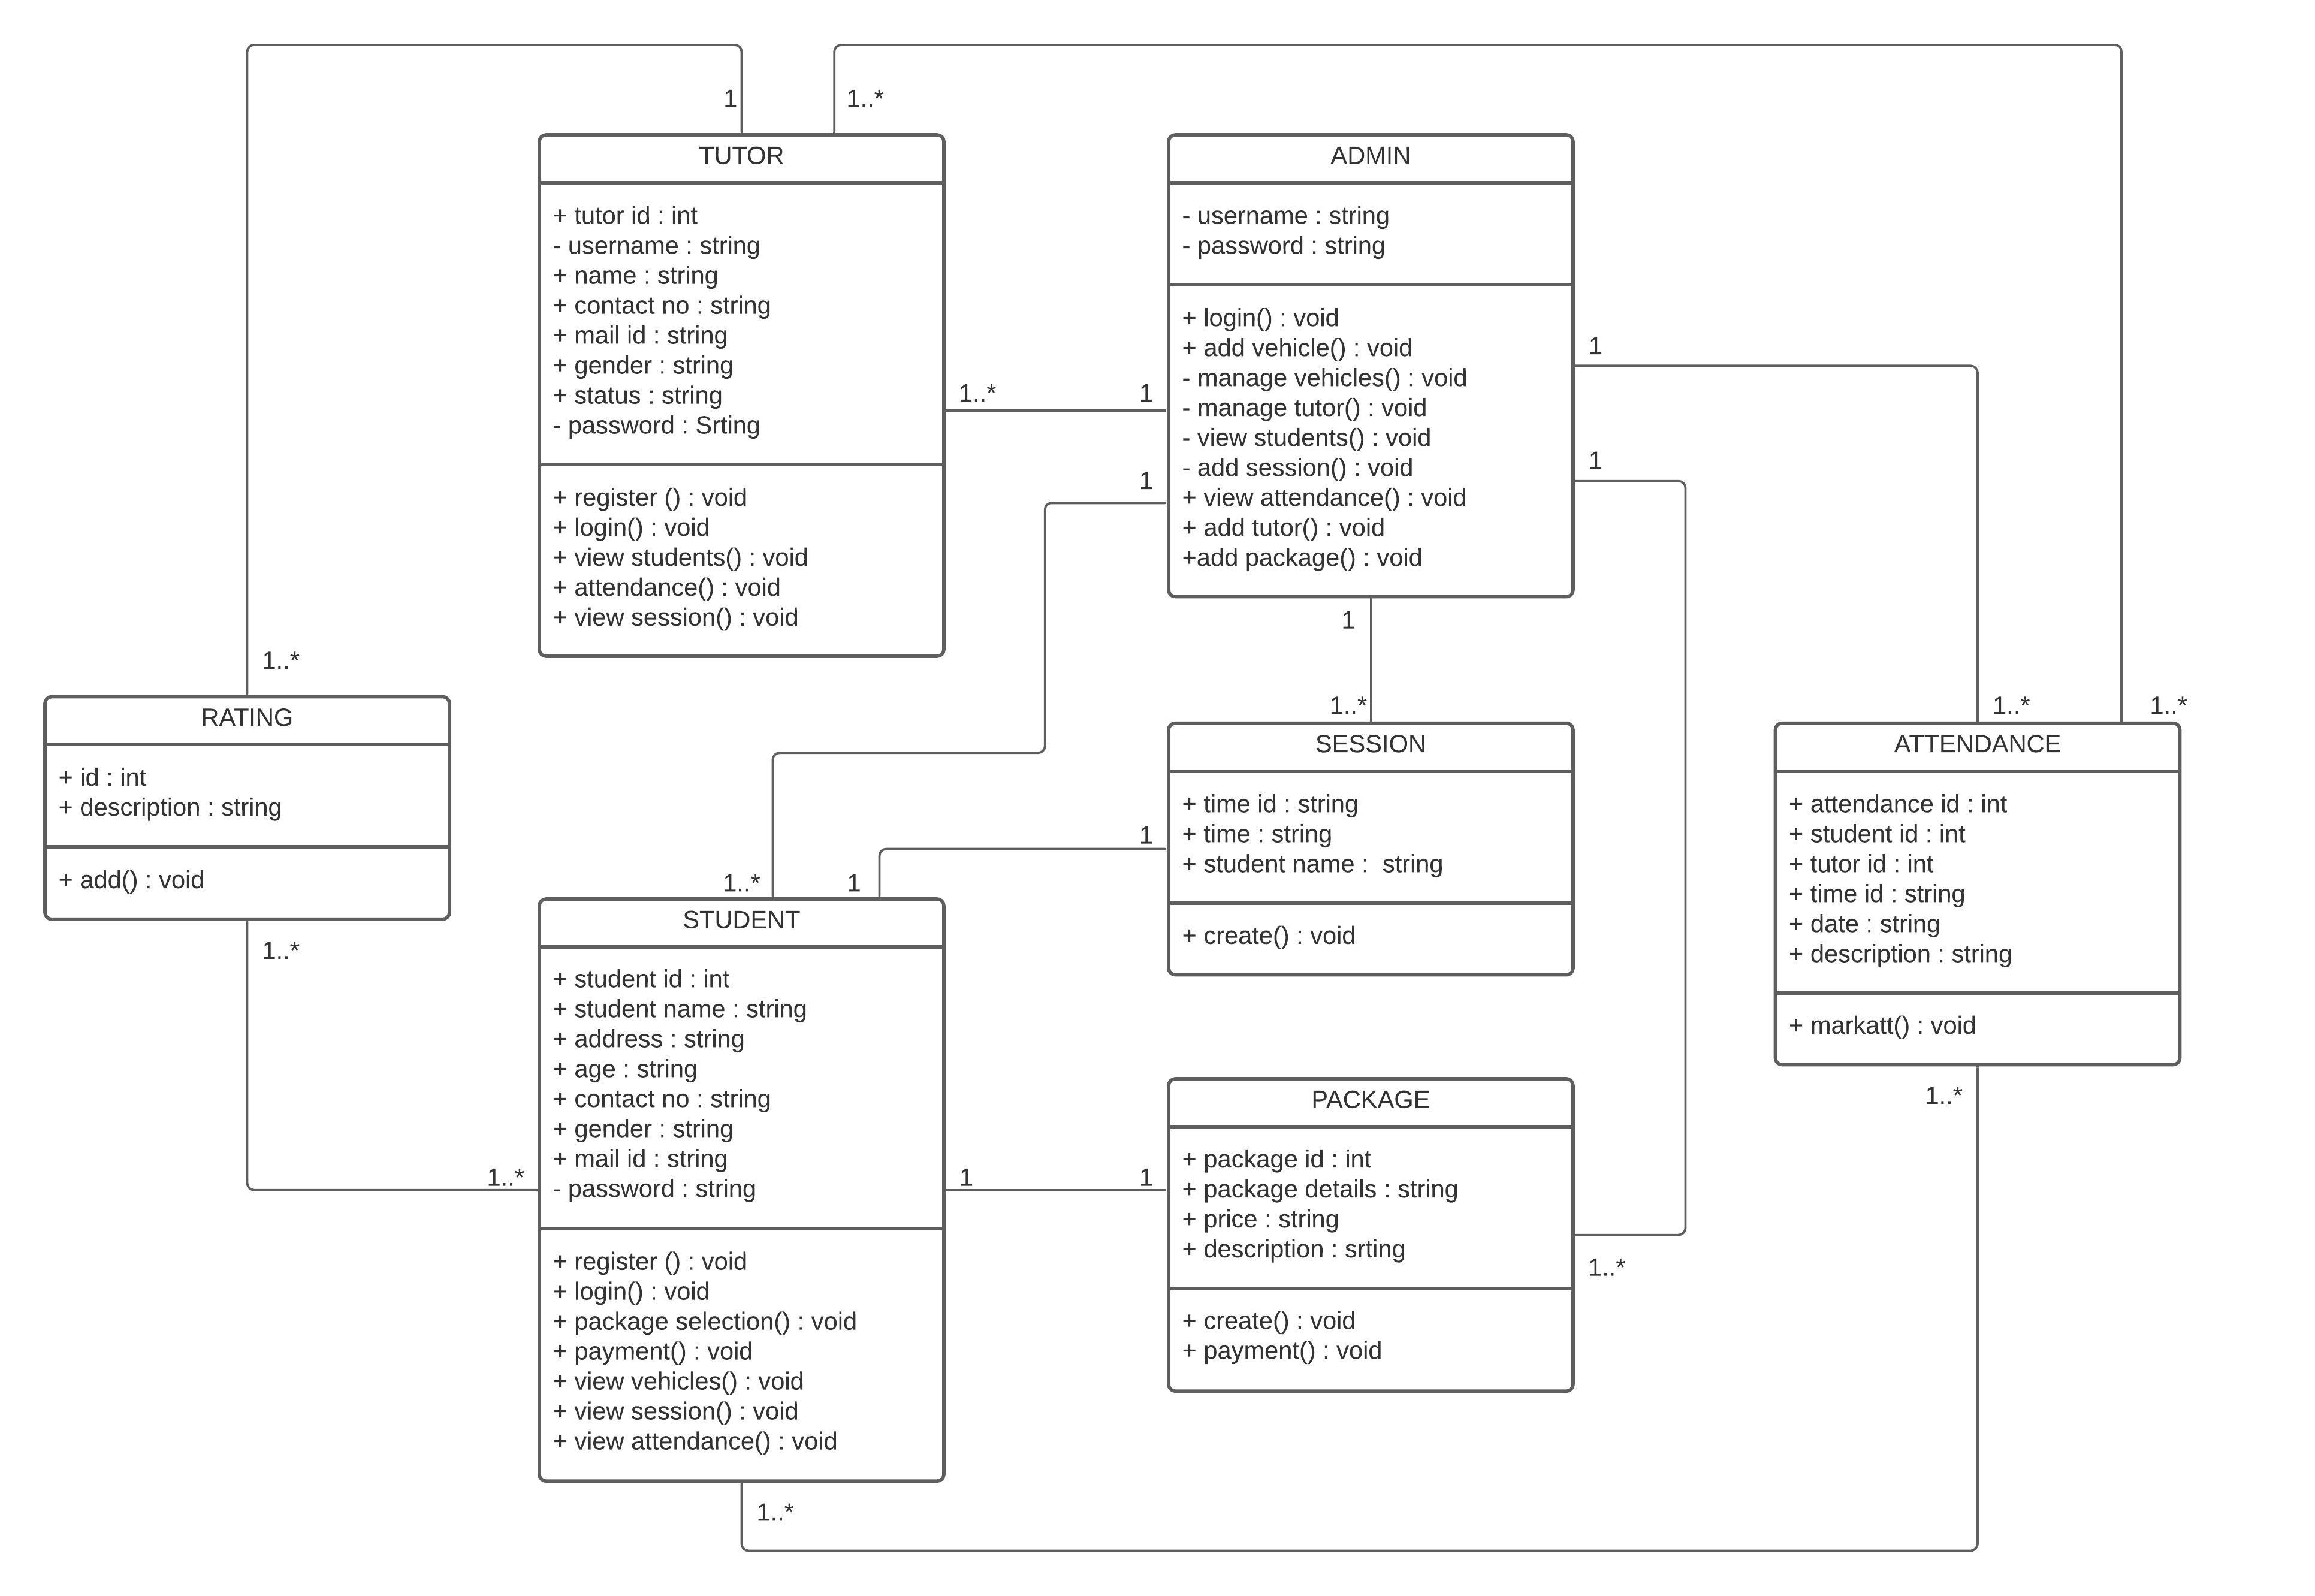 1
1..*
TUTOR
+ tutor id : int
- username : string
+ name : string
+ contact no : string
+ mail id : string
+ gender : string
+ status : string
- password : Srting
+ register () : void
+ login() : void
+ view students() : void
+ attendance() : void
+ view session() : void
1..*
1
1
ADMIN
- username : string
- password : string
+ login() : void
+ add vehicle() : void
- manage vehicles() : void
- manage tutor() : void
- view students() : void
- add session() : void
+ view attendance() : void
+ add tutor() : void
+add package() : void
1
1
1
1..*
1..*
1..*
1..*
RATING
+ id : int
+ description : string
+ add() : void
1..*
SESSION
+ time id : string
+ time : string
+ student name :  string
+ create() : void
1
ATTENDANCE
+ attendance id : int
+ student id : int
+ tutor id : int
+ time id : string
+ date : string
+ description : string
+ markatt() : void
1..*
1..*
1
STUDENT
+ student id : int
+ student name : string
+ address : string
+ age : string
+ contact no : string
+ gender : string
+ mail id : string
- password : string
+ register () : void
+ login() : void
+ package selection() : void
+ payment() : void
+ view vehicles() : void
+ view session() : void
+ view attendance() : void
1..*
1
1
PACKAGE
+ package id : int
+ package details : string
+ price : string
+ description : srting
+ create() : void
+ payment() : void
1..*
1..*